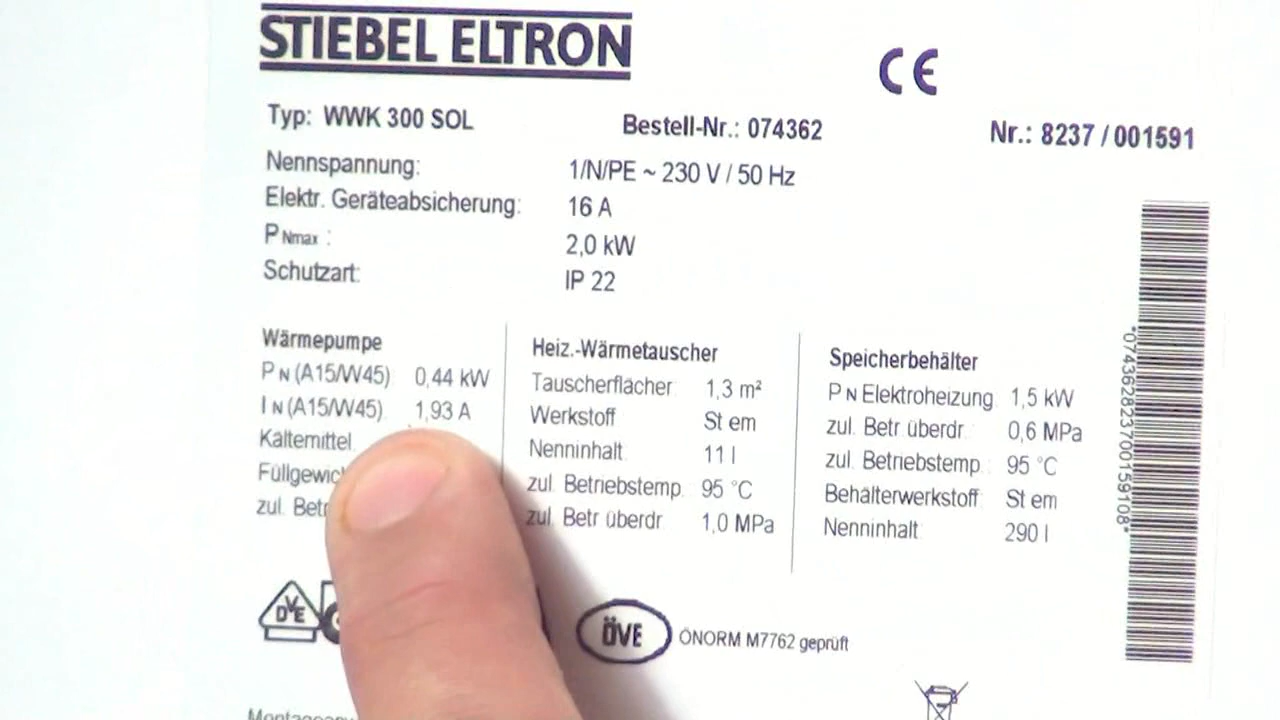 STIEBEL ELTRON
CE
Typ: WWK 300 SOL Bestell-Nr.: 074362 Nr.: 8237 / 001591
Nennspannung: 1/N/PE ~ 230 V / 50 Hz
Elektr. Geräteabsicherung: 16 A
PNmax : 2,0 kW
Schutzart: IP 22
Wärmepumpe
PN (A15/W45) 0,44 kW
IN (A15/W45) 1,93 A
Kältemittel
Heiz.-Wärmetauscher
Tauscherflächer 1,3 m²
Werkstoff St em
Nenninhalt 11 l
zul. Betriebstemp. 95 °C
zul. Betr überdr 1,0 MPa
Speicherbehälter
PN Elektroheizung 1,5 kW
zul. Betr überdr. 0,6 MPa
zul. Betriebstemp.: 95 °C
Behälterwerkstoff St em
Nenninhalt 290 l
*074362823700159108*
DVE
ÖVE ÖNORM M7762 geprüft